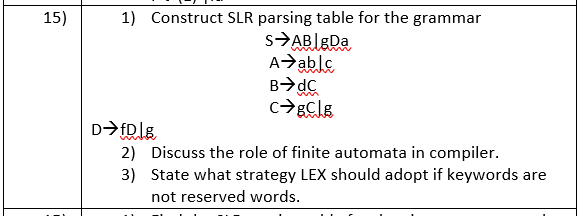 15) 1) Construct SLR parsing table for the grammar
S→AB|gDa
A→ab|c
B→dC
C→gC|g
D→fD|g
2) Discuss the role of finite automata in compiler.
3) State what strategy LEX should adopt if keywords are
not reserved words.